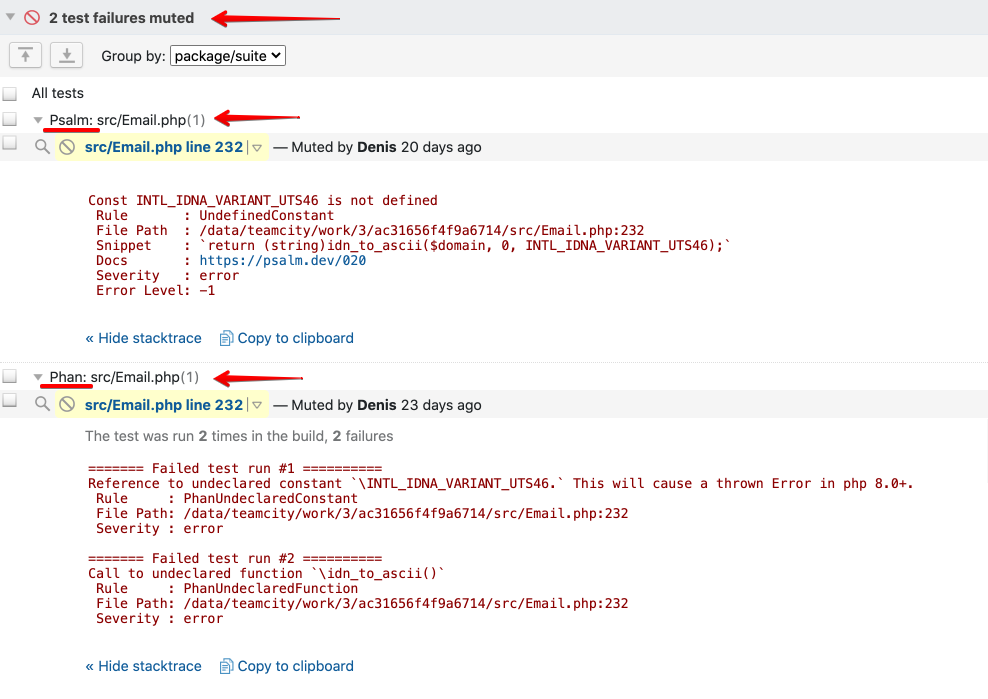 2 test failures muted
Group by: package/suite
All tests
Psalm: src/Email.php(1)
src/Email.php line 232 — Muted by Denis 20 days ago
Const INTL_IDNA_VARIANT_UTS46 is not defined
Rule : UndefinedConstant
File Path : /data/teamcity/work/3/ac31656f4f9a6714/src/Email.php:232
Snippet : `return (string)idn_to_ascii($domain, 0, INTL_IDNA_VARIANT_UTS46);`
Docs : https://psalm.dev/020
Severity : error
Error Level: -1
« Hide stacktrace Copy to clipboard
Phan: src/Email.php(1)
src/Email.php line 232 — Muted by Denis 23 days ago
The test was run 2 times in the build, 2 failures
======= Failed test run #1 ==========
Reference to undeclared constant `\INTL_IDNA_VARIANT_UTS46.` This will cause a thrown Error in php 8.0+.
Rule : PhanUndeclaredConstant
File Path: /data/teamcity/work/3/ac31656f4f9a6714/src/Email.php:232
Severity : error
======= Failed test run #2 ==========
Call to undeclared function `\idn_to_ascii()`
Rule : PhanUndeclaredFunction
File Path: /data/teamcity/work/3/ac31656f4f9a6714/src/Email.php:232
Severity : error
« Hide stacktrace Copy to clipboard